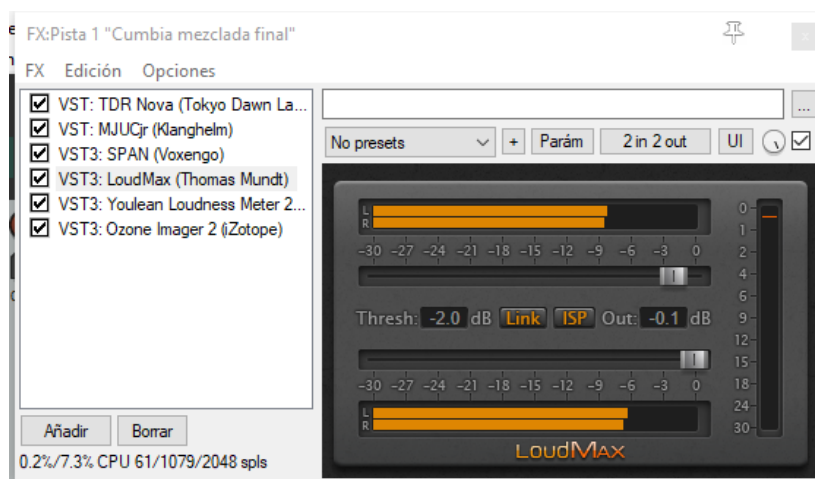 FX:Pista 1 "Cumbia mezclada final"
FX Edición Opciones
VST: TDR Nova (Tokyo Dawn La...
VST: MJUCjr (Klanghelm)
VST3: SPAN (Voxengo)
VST3: LoudMax (Thomas Mundt)
VST3: Youlean Loudness Meter 2...
VST3: Ozone Imager 2 (iZotope)
Añadir Borrar
0.2%/7.3% CPU 61/1079/2048 spls
...
No presets + Parám 2 in 2 out UI
L
R
-30 -27 -24 -21 -18 -15 -12 -9 -6 -3 0
Thresh: -2.0 dB Link ISP Out: -0.1 dB
-30 -27 -24 -21 -18 -15 -12 -9 -6 -3 0
L
R
LOUDMAX
0
1
2
4
6
9
12
15
18
24
30